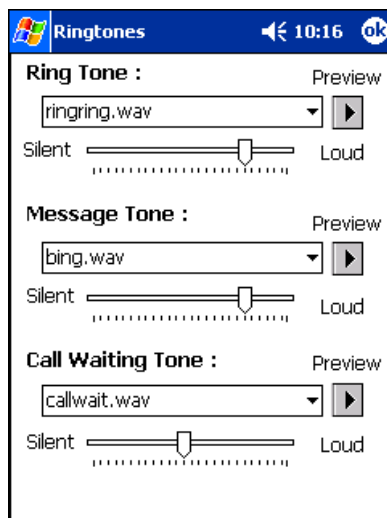 Ringtones 10:16 ok
Ring Tone : Preview
ringring.wav
Silent Loud
Message Tone : Preview
bing.wav
Silent Loud
Call Waiting Tone : Preview
callwait.wav
Silent Loud